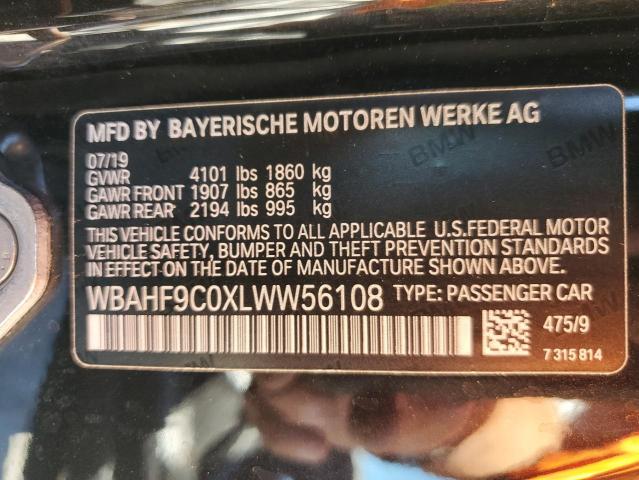 MFD BY BAYERISCHE MOTOREN WERKE AG
07/19
GVWR 4101 lbs 1860 kg
GAWR FRONT 1907 lbs 865 kg
GAWR REAR 2194 lbs 995 kg
THIS VEHICLE CONFORMS TO ALL APPLICABLE U.S.FEDERAL MOTOR
VEHICLE SAFETY, BUMPER AND THEFT PREVENTION STANDARDS
IN EFFECT ON THE DATE OF MANUFACTURE SHOWN ABOVE.
WBAHF9C0XLWW56108 TYPE: PASSENGER CAR
475/9
7 315 814